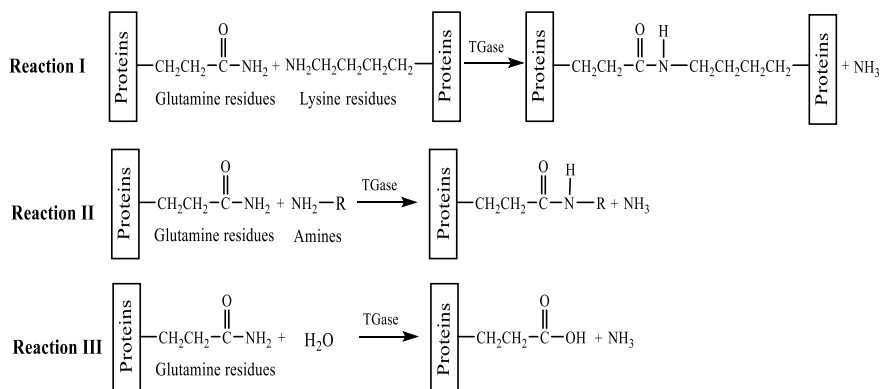 O
Reaction I Proteins —CH₂CH₂—C—NH₂ + NH₂CH₂CH₂CH₂CH₂— Proteins
Glutamine residues Lysine residues
TGase
O H
Proteins —CH₂CH₂—C—N—CH₂CH₂CH₂CH₂— Proteins + NH₃
O
Reaction II Proteins —CH₂CH₂—C—NH₂ + NH₂—R
Glutamine residues Amines
TGase
O H
Proteins —CH₂CH₂—C—N—R + NH₃
O
Reaction III Proteins —CH₂CH₂—C—NH₂ + H₂O
Glutamine residues
TGase
O
Proteins —CH₂CH₂—C—OH + NH₃